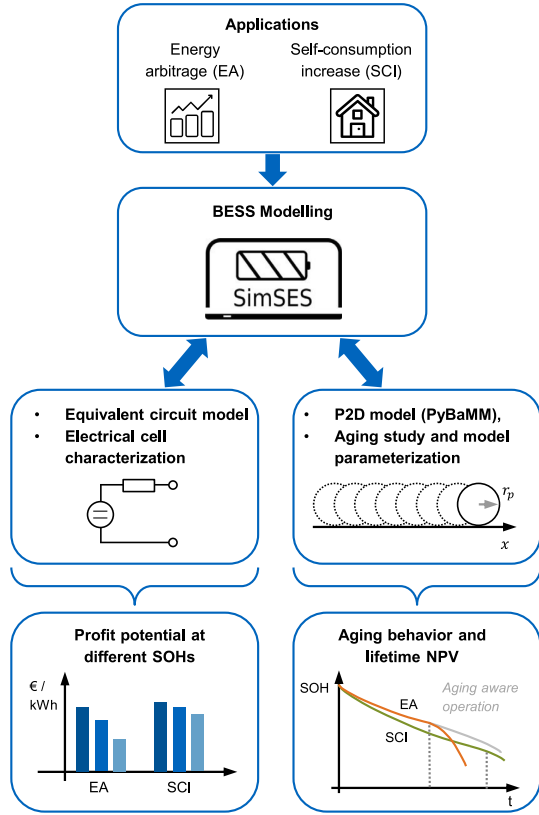 Applications
Energy
arbitrage (EA)
Self-consumption
increase (SCI)
BESS Modelling
SimSES
• Equivalent circuit model
• Electrical cell
characterization
• P2D model (PyBaMM),
• Aging study and model
parameterization
r_p
x
Profit potential at
different SOHs
€ /
kWh
EA
SCI
Aging behavior and
lifetime NPV
SOH
Aging aware
operation
EA
SCI
t